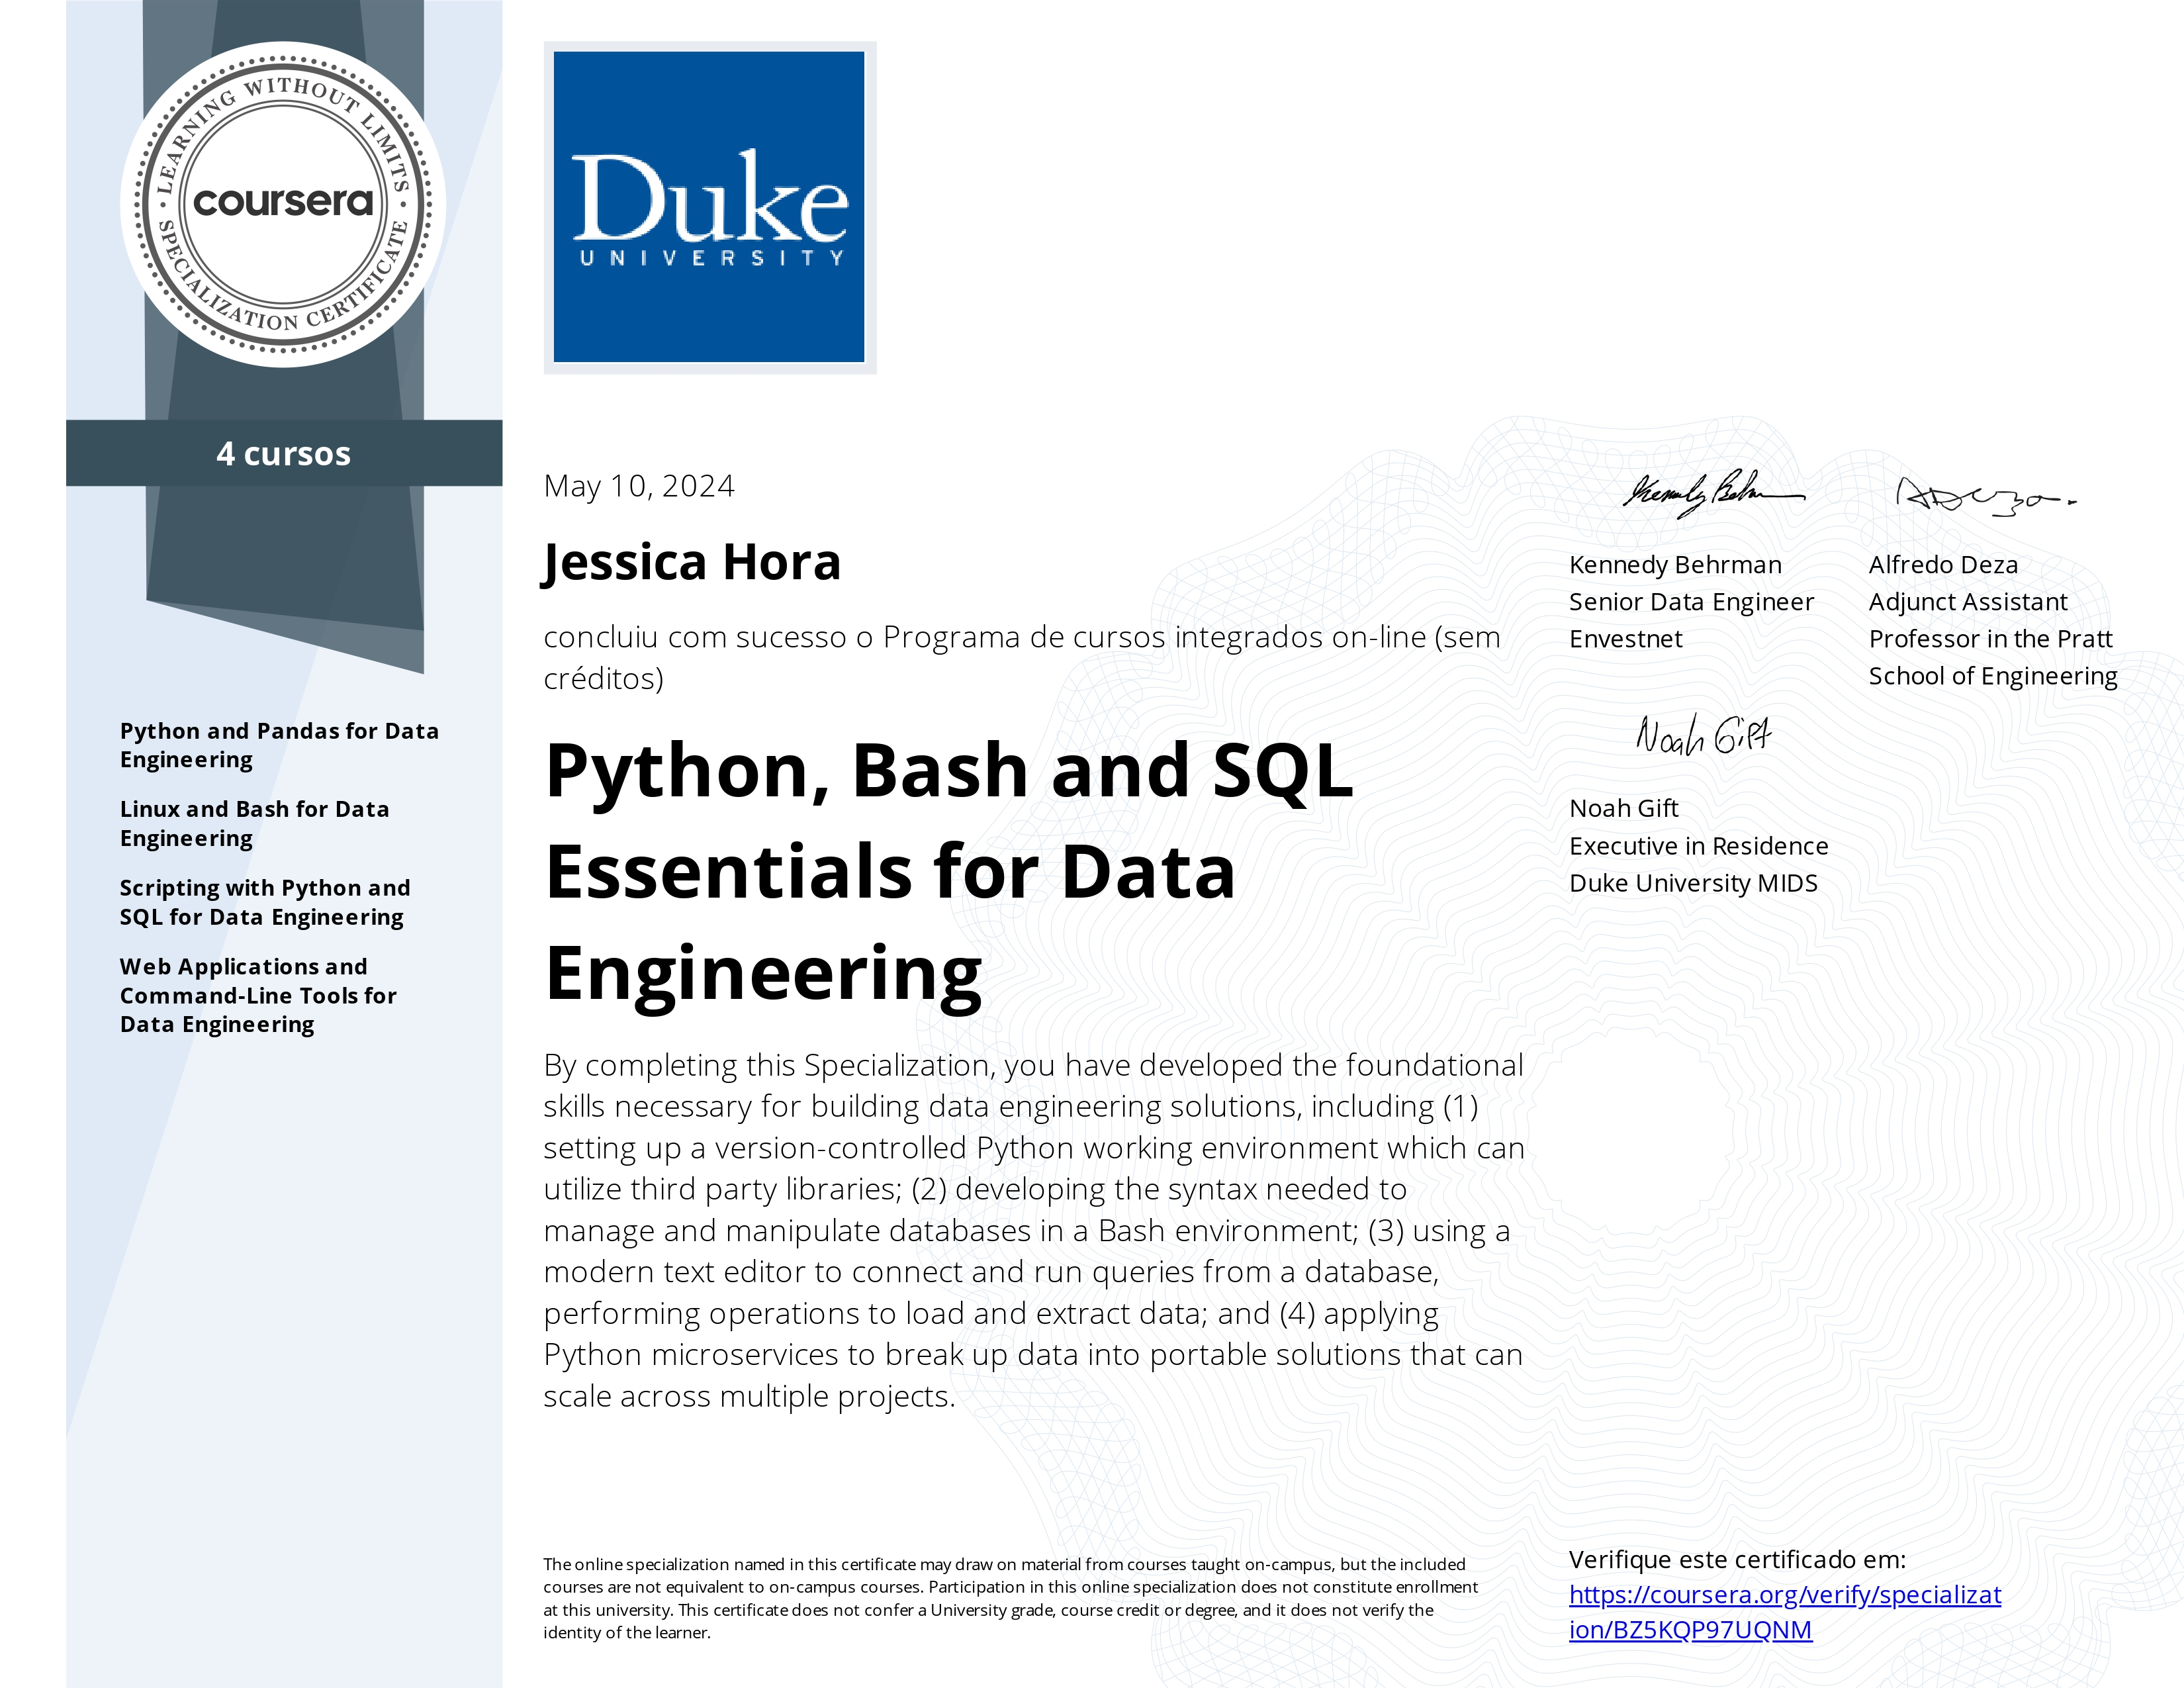 LEARNING WITHOUT LIMITS
coursera
SPECIALIZATION CERTIFICATE
4 cursos
Python and Pandas for Data
Engineering
Linux and Bash for Data
Engineering
Scripting with Python and
SQL for Data Engineering
Web Applications and
Command-Line Tools for
Data Engineering
Duke
UNIVERSITY
May 10, 2024
Jessica Hora
concluiu com sucesso o Programa de cursos integrados on-line (sem
créditos)
Python, Bash and SQL
Essentials for Data
Engineering
By completing this Specialization, you have developed the foundational
skills necessary for building data engineering solutions, including (1)
setting up a version-controlled Python working environment which can
utilize third party libraries; (2) developing the syntax needed to
manage and manipulate databases in a Bash environment; (3) using a
modern text editor to connect and run queries from a database,
performing operations to load and extract data; and (4) applying
Python microservices to break up data into portable solutions that can
scale across multiple projects.
Kennedy Behrman
Senior Data Engineer
Envestnet
Alfredo Deza
Adjunct Assistant
Professor in the Pratt
School of Engineering
Noah Gift
Noah Gift
Executive in Residence
Duke University MIDS
The online specialization named in this certificate may draw on material from courses taught on-campus, but the included
courses are not equivalent to on-campus courses. Participation in this online specialization does not constitute enrollment
at this university. This certificate does not confer a University grade, course credit or degree, and it does not verify the
identity of the learner.
Verifique este certificado em:
https://coursera.org/verify/specializat
ion/BZ5KQP97UQNM